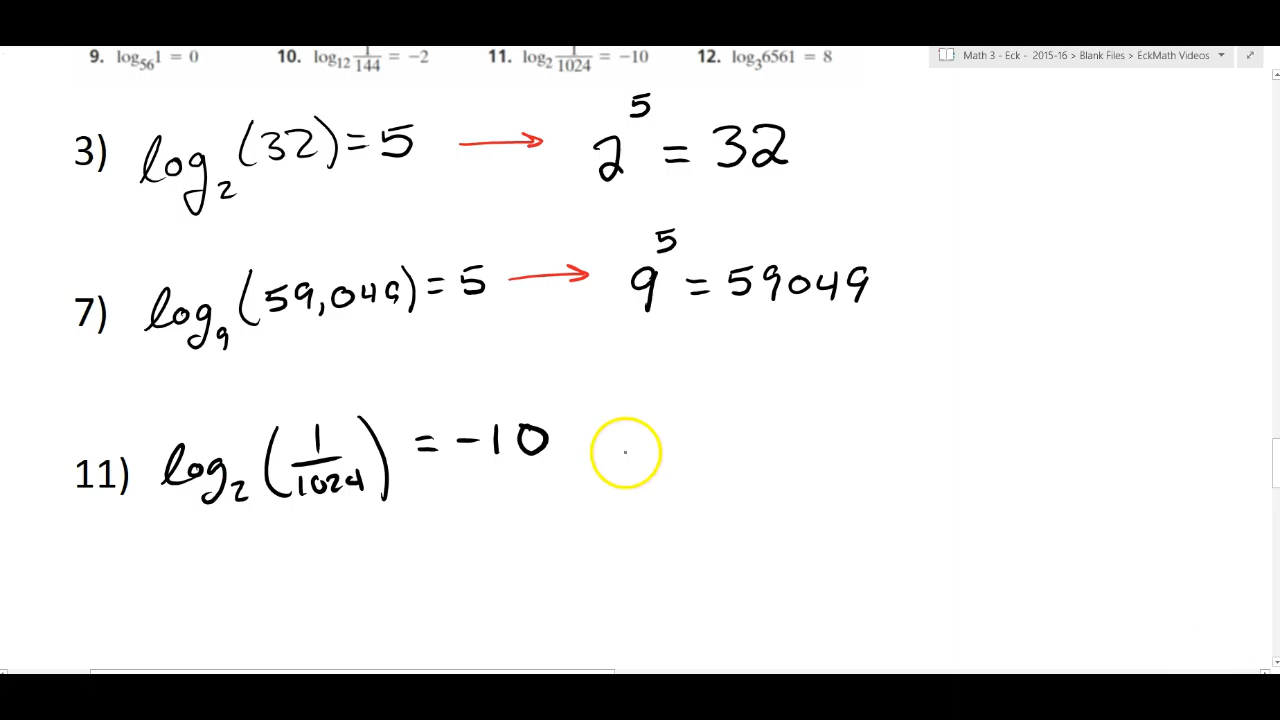 9. log₅₆1 = 0 10. log₁₂ 1/144 = −2 11. log₂ 1/1024 = −10 12. log₃6561 = 8 Math 3 - Eck - 2015-16 > Blank Files > EckMath Videos
3) log₂(32) = 5 → 2⁵ = 32
7) log₉(59,049) = 5 → 9⁵ = 59049
11) log₂(1/1024) = -10